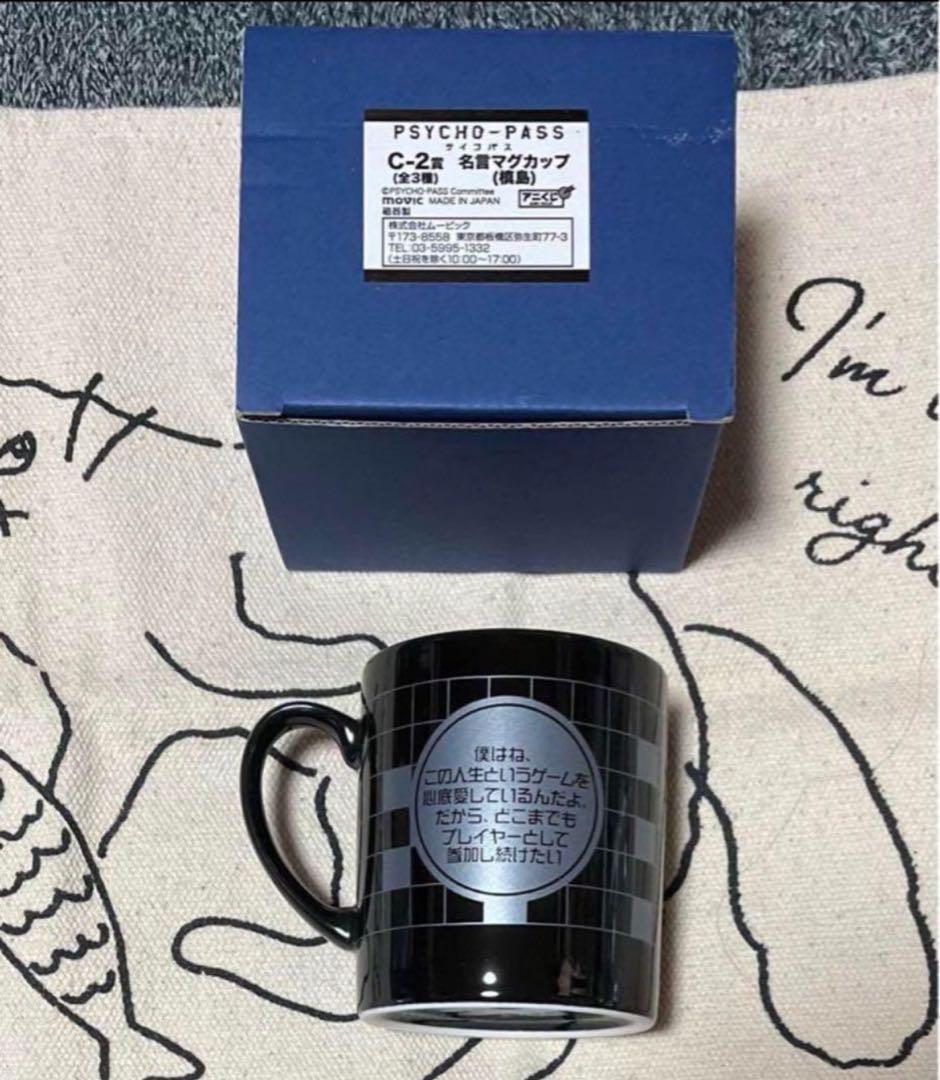 PSYCHO-PASS
サイコパス
C-2賞 名言マグカップ
(全3種) (槙島)
©PSYCHO-PASS Committee
movic MADE IN JAPAN アニくじ
磁器製
株式会社ムービック
〒173-8558 東京都板橋区弥生町77-3
TEL:03-5995-1332
(土日祝を除く10:00〜17:00)
I'm
right
僕はね、
この人生というゲームを
心底愛しているんだよ。
だから、どこまでも
プレイヤーとして
参加し続けたい